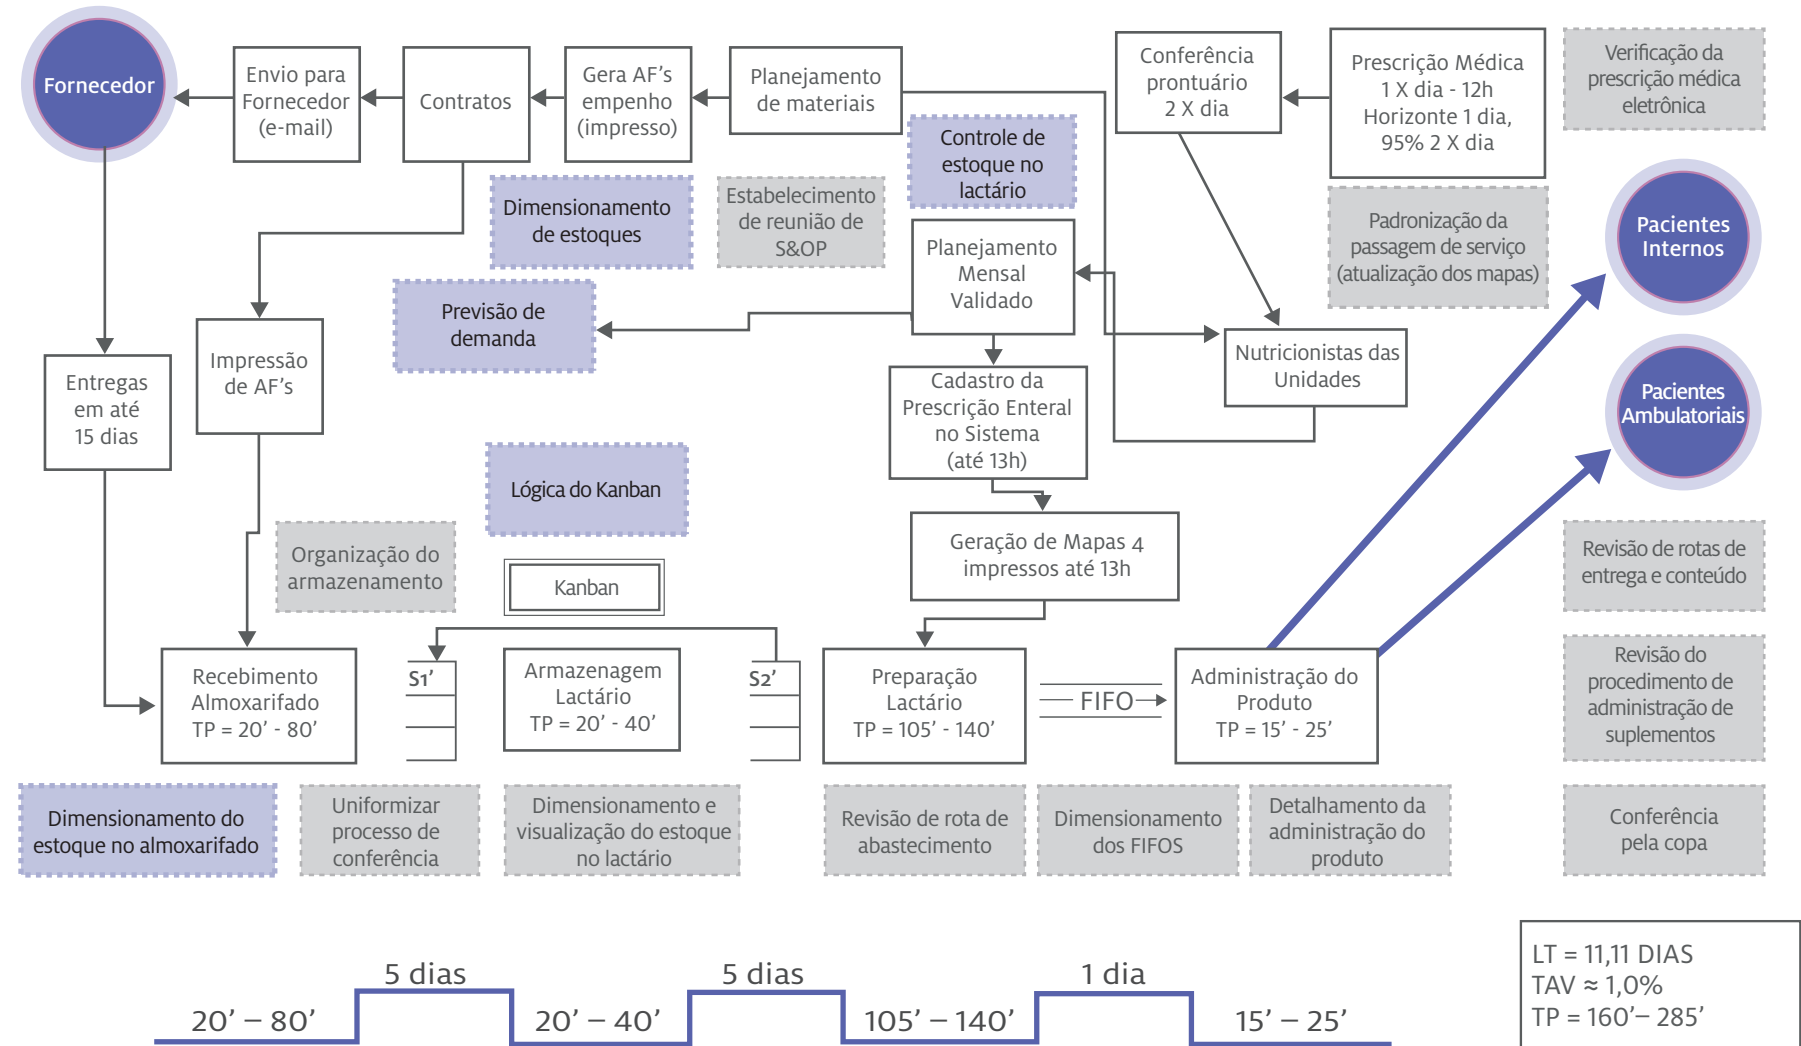 Fornecedor
Envio para
Fornecedor
(e-mail)
Contratos
Gera AF’s
empenho
(impresso)
Planejamento
de materiais
Conferência
prontuário
2 X dia
Prescrição Médica
1 X dia - 12h
Horizonte 1 dia,
95% 2 X dia
Verificação da
prescrição médica
eletrônica
Controle de
estoque no
lactário
Dimensionamento
de estoques
Estabelecimento
de reunião de
S&OP
Padronização da
passagem de serviço
(atualização dos mapas)
Pacientes
Internos
Planejamento
Mensal
Validado
Previsão de
demanda
Impressão
de AF’s
Entregas
em até
15 dias
Nutricionistas das
Unidades
Cadastro da
Prescrição Enteral
no Sistema
(até 13h)
Pacientes
Ambulatoriais
Lógica do Kanban
Organização do
armazenamento
Kanban
Geração de Mapas 4
impressos até 13h
Revisão de rotas de
entrega e conteúdo
Recebimento
Almoxarifado
TP = 20’ - 80’
S1’
Armazenagem
Lactário
TP = 20’ - 40’
S2’
Preparação
Lactário
TP = 105’ - 140’
FIFO
Administração do
Produto
TP = 15’ - 25’
Revisão do
procedimento de
administração de
suplementos
Dimensionamento do
estoque no almoxarifado
Uniformizar
processo de
conferência
Dimensionamento e
visualização do estoque
no lactário
Revisão de rota de
abastecimento
Dimensionamento
dos FIFOS
Detalhamento da
administração do
produto
Conferência
pela copa
20’ – 80’
5 dias
20’ – 40’
5 dias
105’ – 140’
1 dia
15’ – 25’
LT = 11,11 DIAS
TAV ≈ 1,0%
TP = 160’– 285’